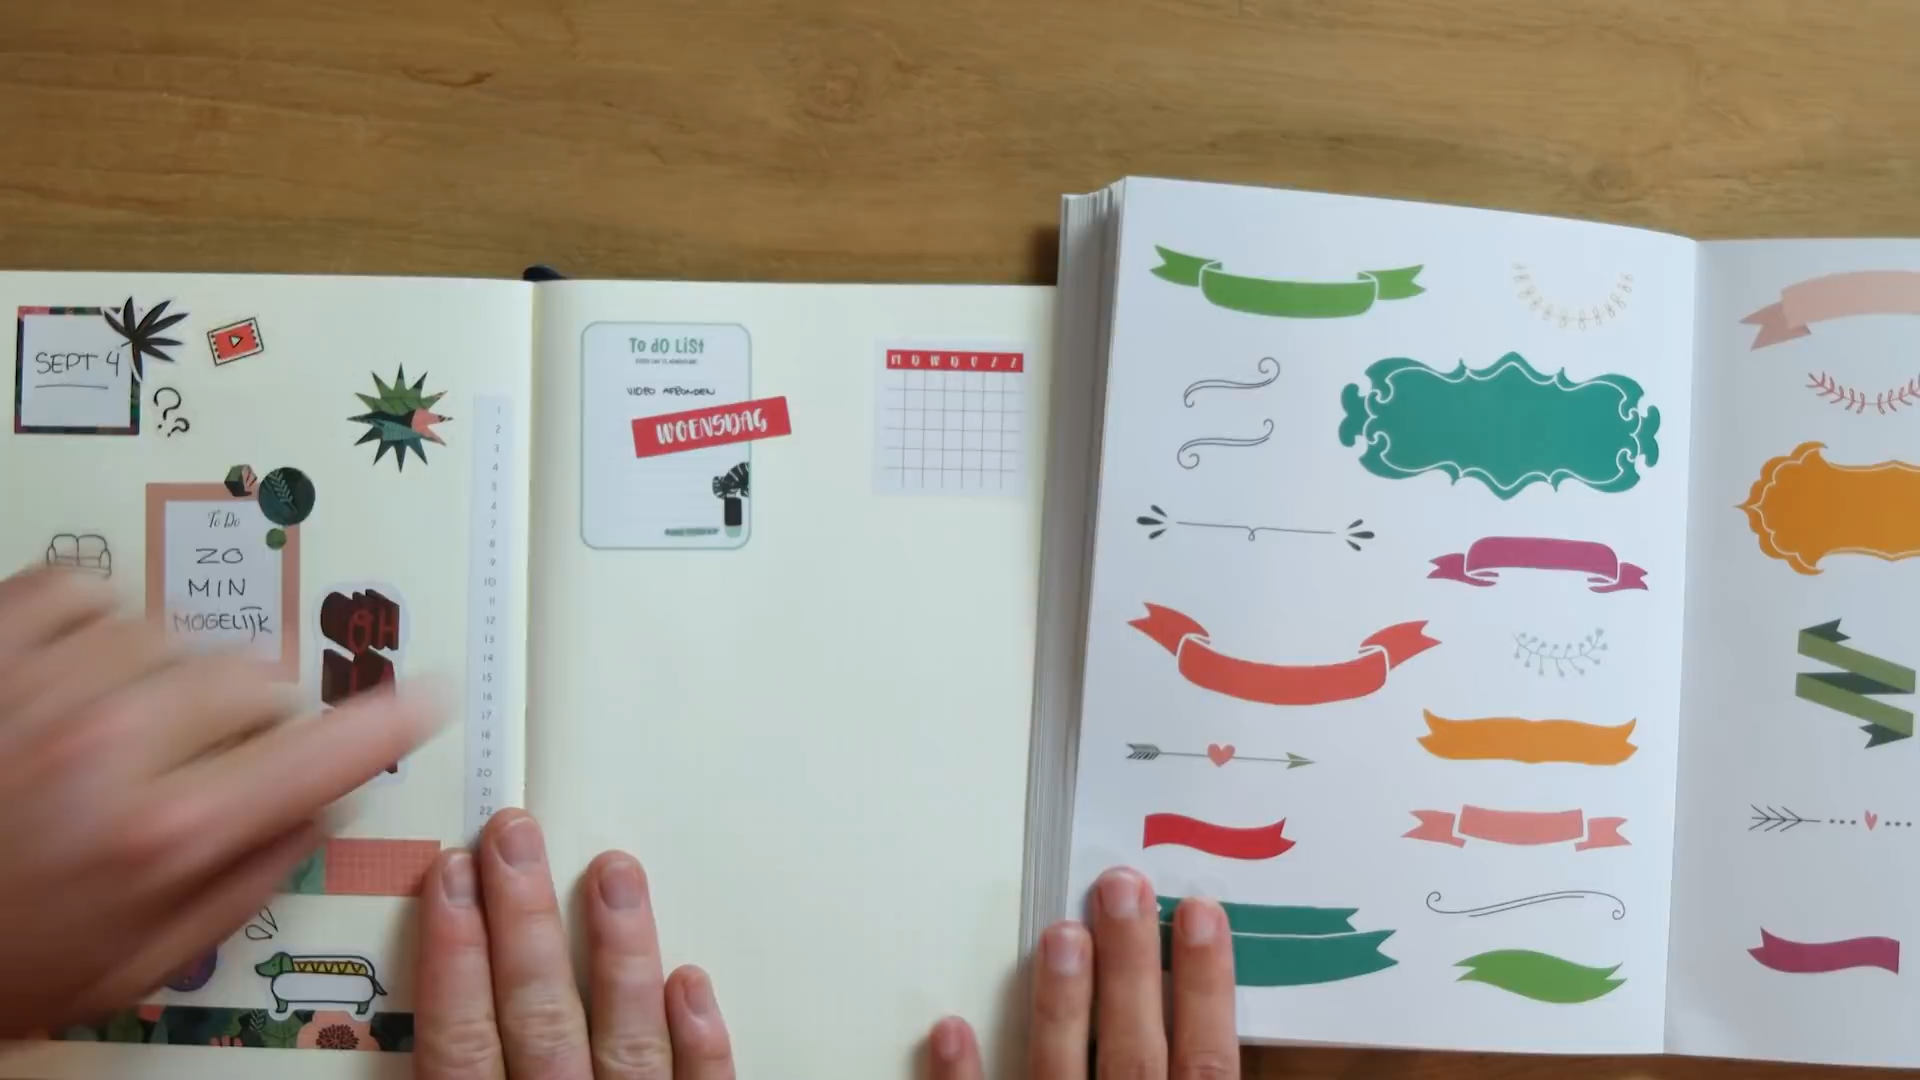 SEPT 4
To Do
ZO
MIN
MOGELIJK
OH
1
2
3
4
5
6
7
8
9
10
11
12
13
14
15
16
17
18
19
20
21
22
To dO LiSt
VIDEO AFRONDEN
WOENSDAG
M D W D V Z Z